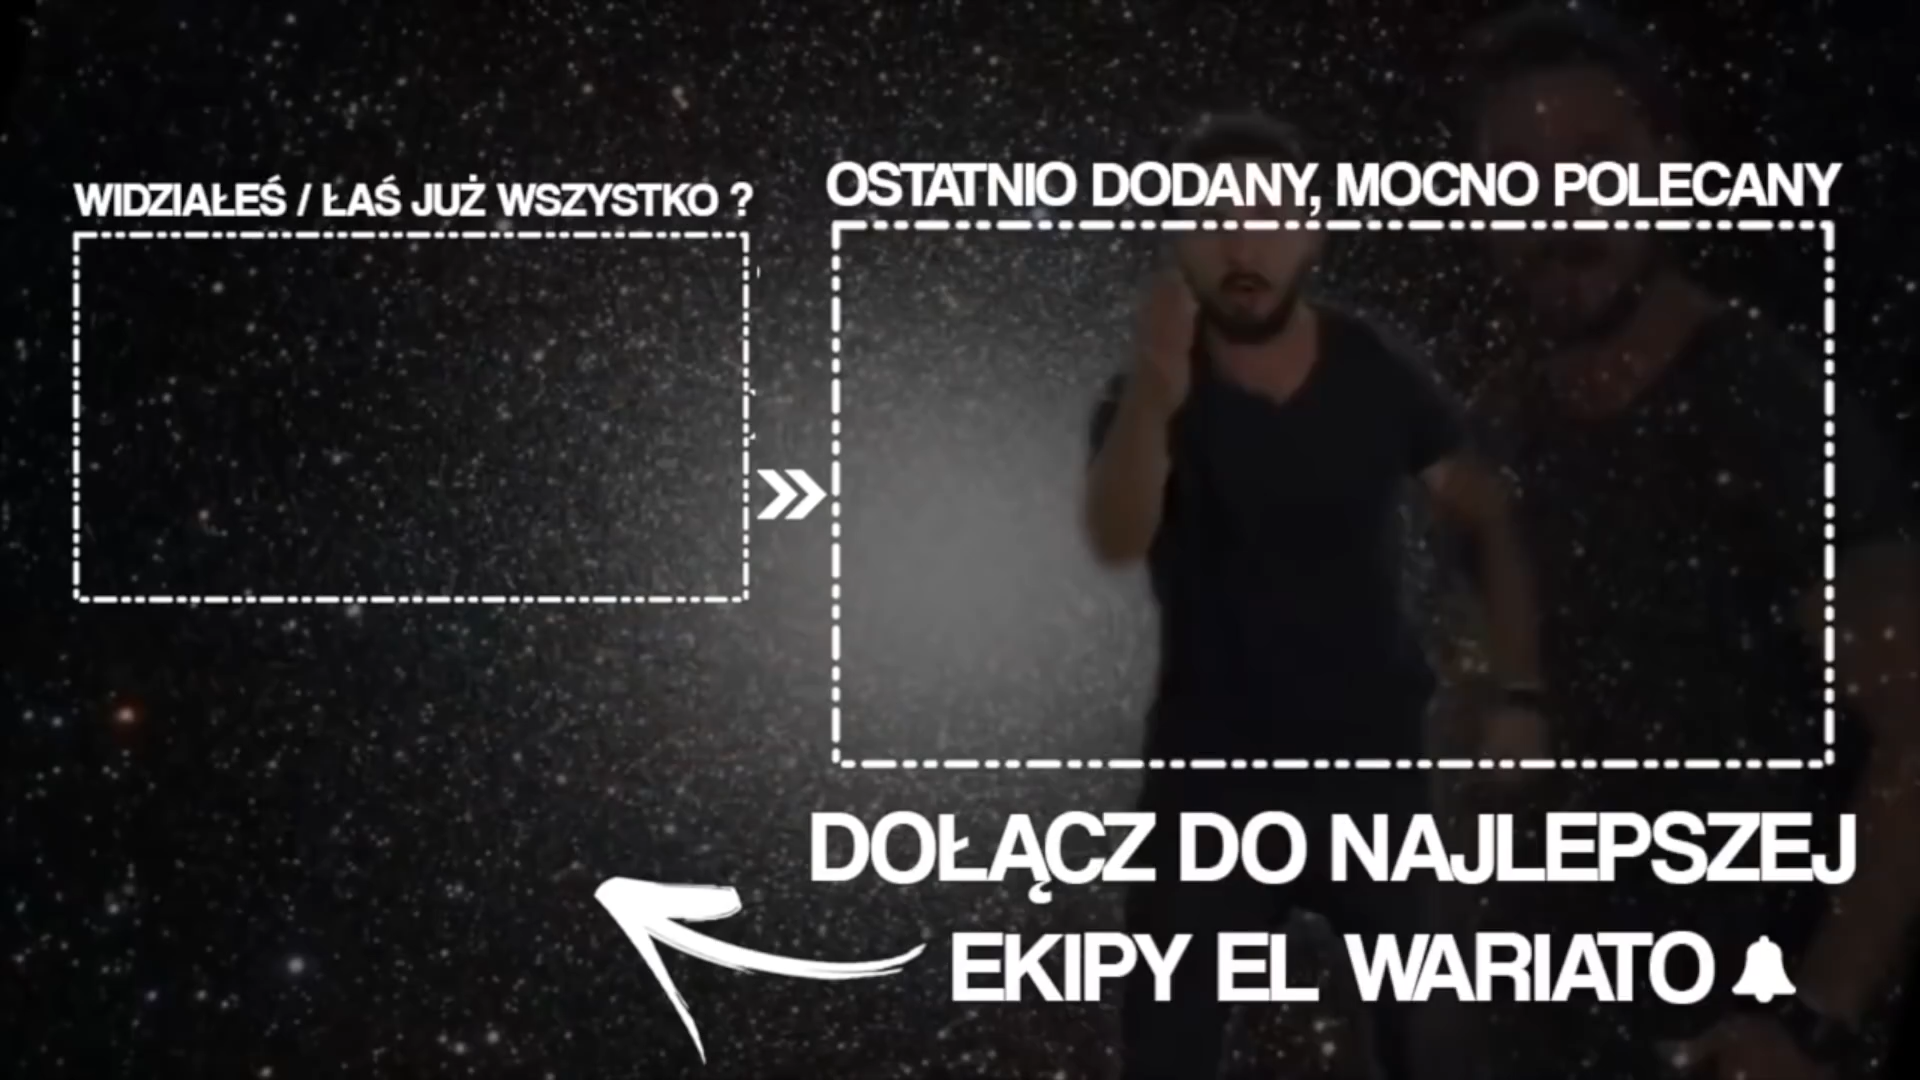 WIDZIAŁEŚ / ŁAŚ JUŻ WSZYSTKO ?
OSTATNIO DODANY, MOCNO POLECANY
DOŁĄCZ DO NAJLEPSZEJ
EKIPY EL WARIATO